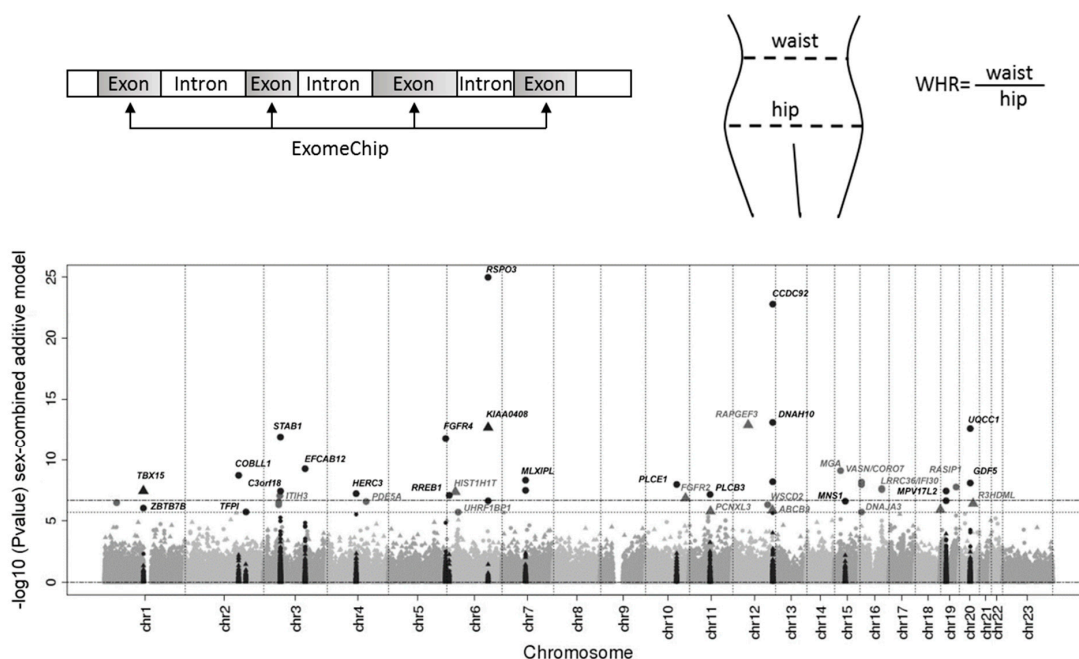 Exon Intron Exon Intron Exon Intron Exon
ExomeChip
waist
hip
WHR= waist
hip
-log10 (Pvalue) sex-combined additive model
25
20
15
10
5
0
RSPO3
CCDC92
RAPGEF3
DNAH10
KIAA0408
UQCC1
STAB1
FGFR4
EFCAB12
COBLL1
MGA
TBX15
C3orf18
ITIH3
HERC3
PDE5A
RREB1
HIST1H1T
MLXIPL
PLCE1
FGFR2
PLCB3
VASN/CORO7
LRRC36/IFI30
RASIP1
GDF5
MPV17L2
R3HDML
ZBTB7B
TFPI
UHRF1BP1
PCNXL3
WSCD2
ABCB9
MNS1
DNAJA3
chr1
chr2
chr3
chr4
chr5
chr6
chr7
chr8
chr9
chr10
chr11
chr12
chr13
chr14
chr15
chr16
chr17
chr18
chr19
chr20
chr21
chr22
chr23
Chromosome